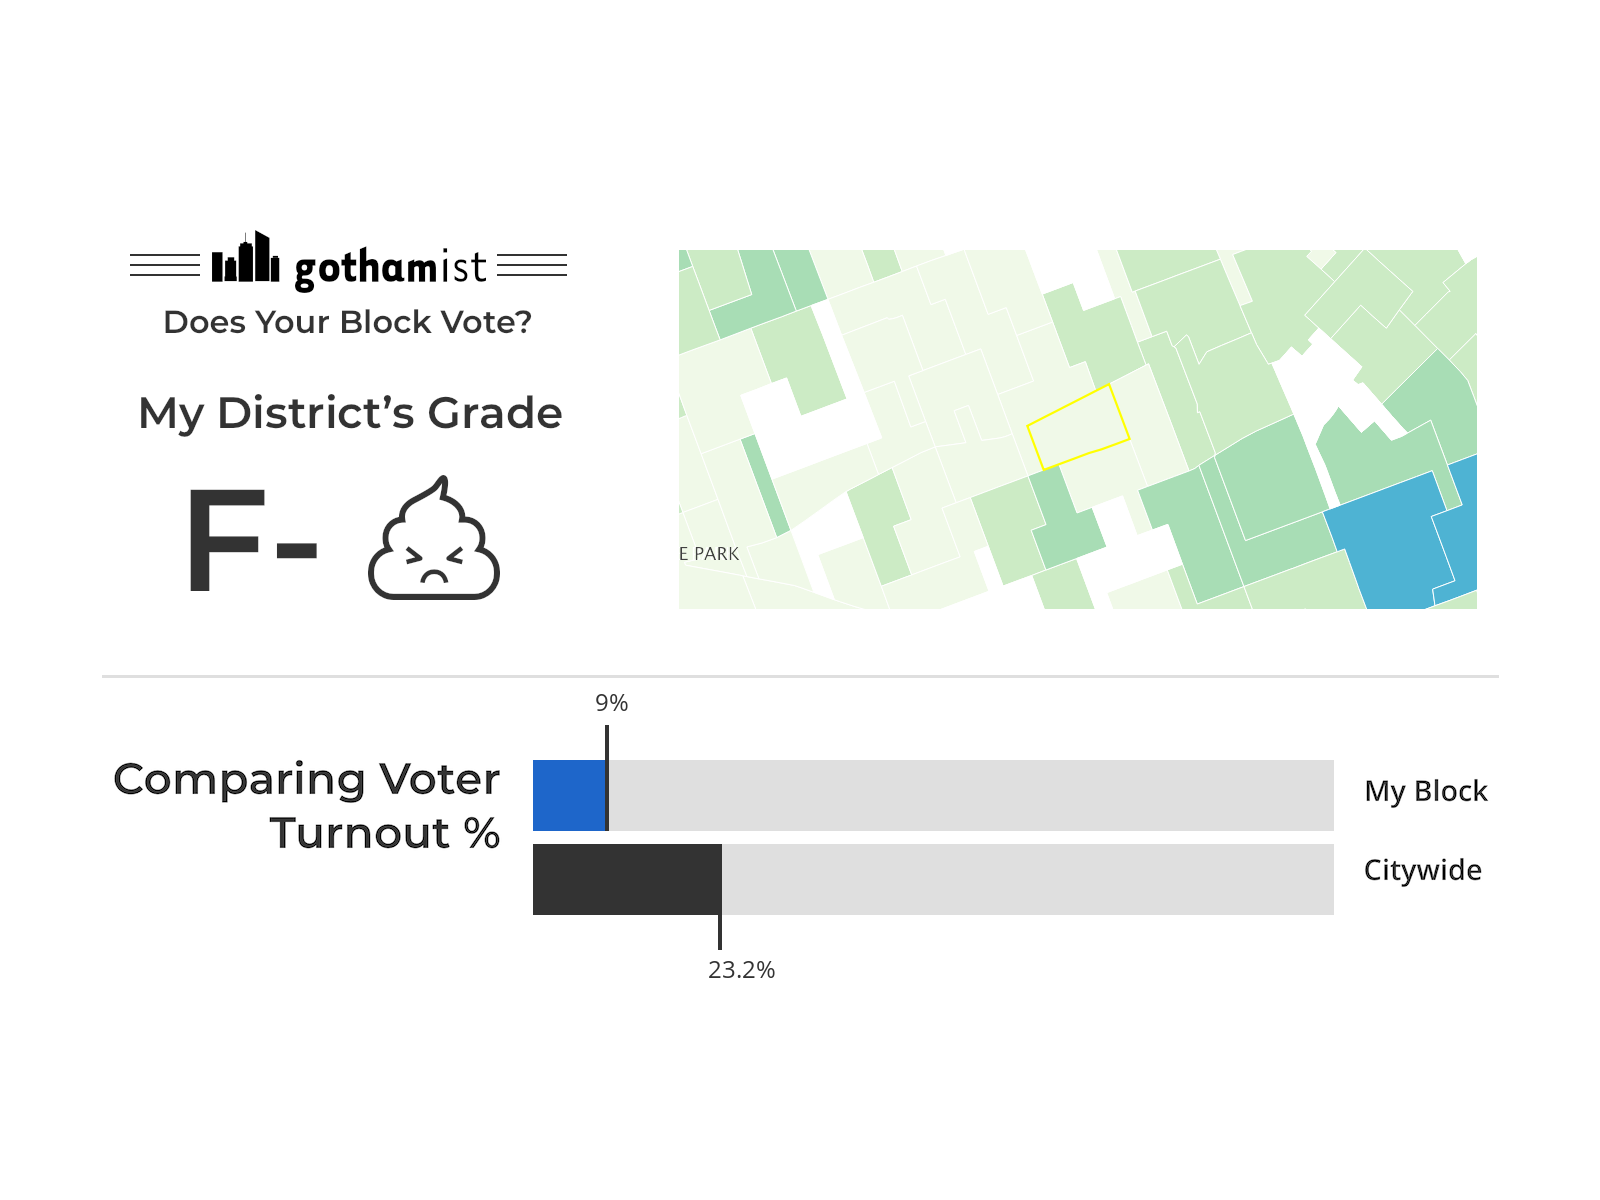 gothamist
Does Your Block Vote?
My District’s Grade
F-
E PARK
9%
Comparing Voter
Turnout %
My Block
Citywide
23.2%